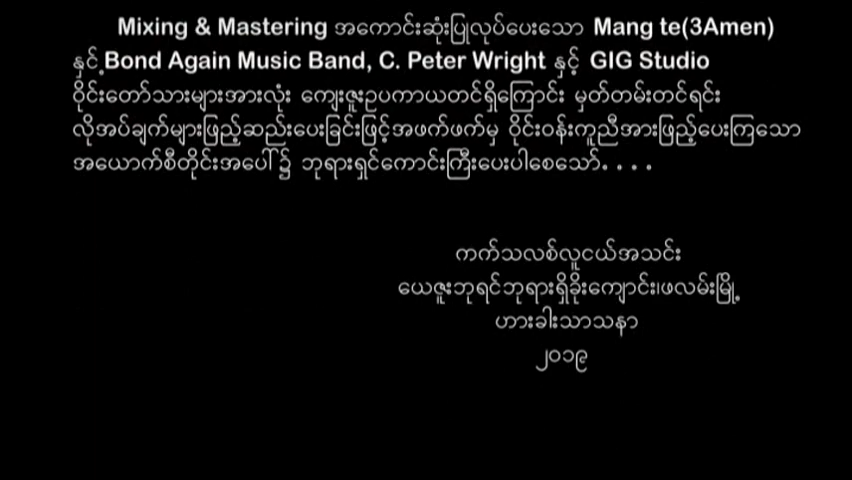 Mixing & Mastering အကောင်းဆုံးပြုလုပ်ပေးသော Mang te(3Amen)
နှင့် Bond Again Music Band, C. Peter Wright နှင့် GIG Studio
ဝိုင်းတော်သားများအားလုံး ကျေးဇူးဥပကာယတင်ရှိကြောင်း မှတ်တမ်းတင်ရင်း
လိုအပ်ချက်များဖြည့်ဆည်းပေးခြင်းဖြင့်အဖက်ဖက်မှ ဝိုင်းဝန်းကူညီအားဖြည့်ပေးကြသော
အယောက်စီတိုင်းအပေါ်၌ ဘုရားရှင်ကောင်းကြီးပေးပါစေသော်. . . .
ကက်သလစ်လူငယ်အသင်း
ယေဇူးဘုရင်ဘုရားရှိခိုးကျောင်း၊ဖလမ်းမြို့
ဟားခါးသာသနာ
၂၀၁၉